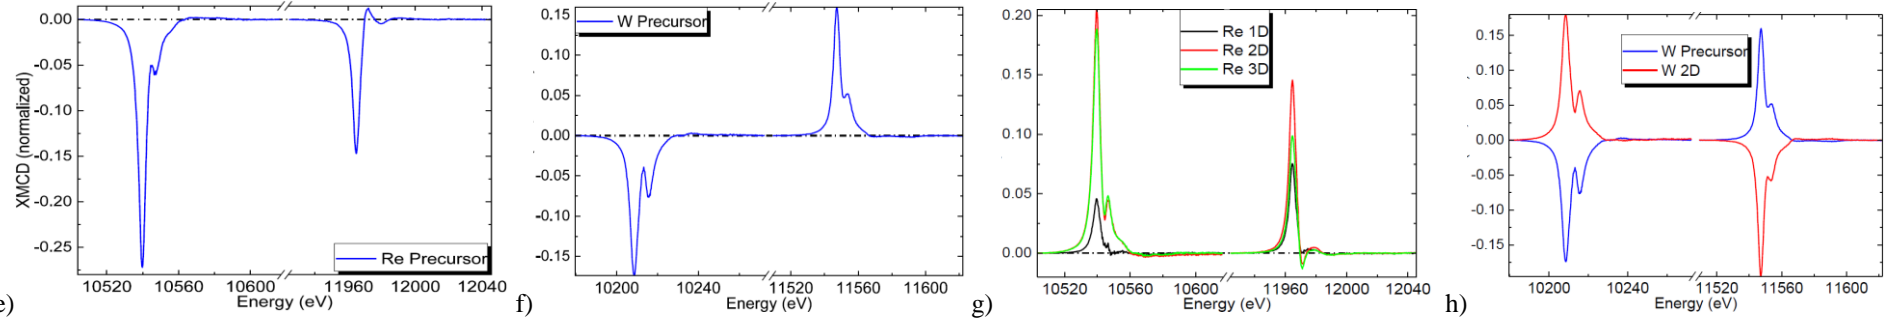 0.00
-0.05
-0.10
-0.15
-0.20
-0.25
XMCD (normalized)
Re Precursor
10520 10560 10600 11960 12000 12040
Energy (eV)
e)
0.15
0.10
0.05
0.00
-0.05
-0.10
-0.15
W Precursor
10200 10240 11520 11560 11600
Energy (eV)
f)
0.20
0.15
0.10
0.05
0.00
Re 1D
Re 2D
Re 3D
10520 10560 10600 11960 12000 12040
Energy (eV)
g)
0.15
0.10
0.05
0.00
-0.05
-0.10
-0.15
W Precursor
W 2D
10200 10240 11520 11560 11600
Energy (eV)
h)